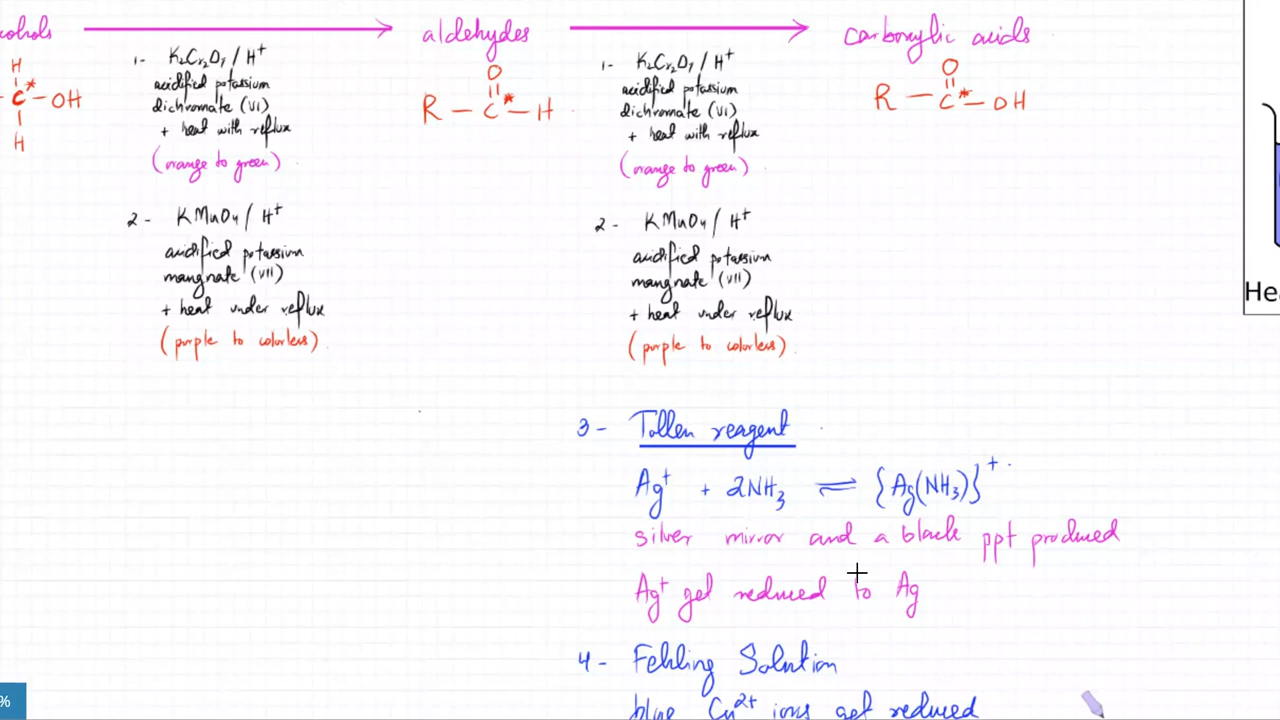 cohols
aldehydes
carboxylic acids
H
C* - OH
H
1- K₂Cr₂O₇ / H⁺
acidified potassium
dichromate (VI)
+ heat with reflux
(orange to green)
2- KMnO₄ / H⁺
acidified potassium
mangnate (VII)
+ heat under reflux
(purple to colorless)
O
R - C* - H
1- K₂Cr₂O₇ / H⁺
acidified potassium
dichromate (VI)
+ heat with reflux
(orange to green)
2- KMnO₄ / H⁺
acidified potassium
mangnate (VII)
+ heat under reflux
(purple to colorless)
O
R - C* - OH
3- Tollen reagent
Ag⁺ + 2NH₃ ⇌ {Ag(NH₃)}⁺
silver mirror and a black ppt produced
Ag⁺ get reduced to Ag
4- Fehling Solution
blue Cu²⁺ ions get reduced
Hea
%